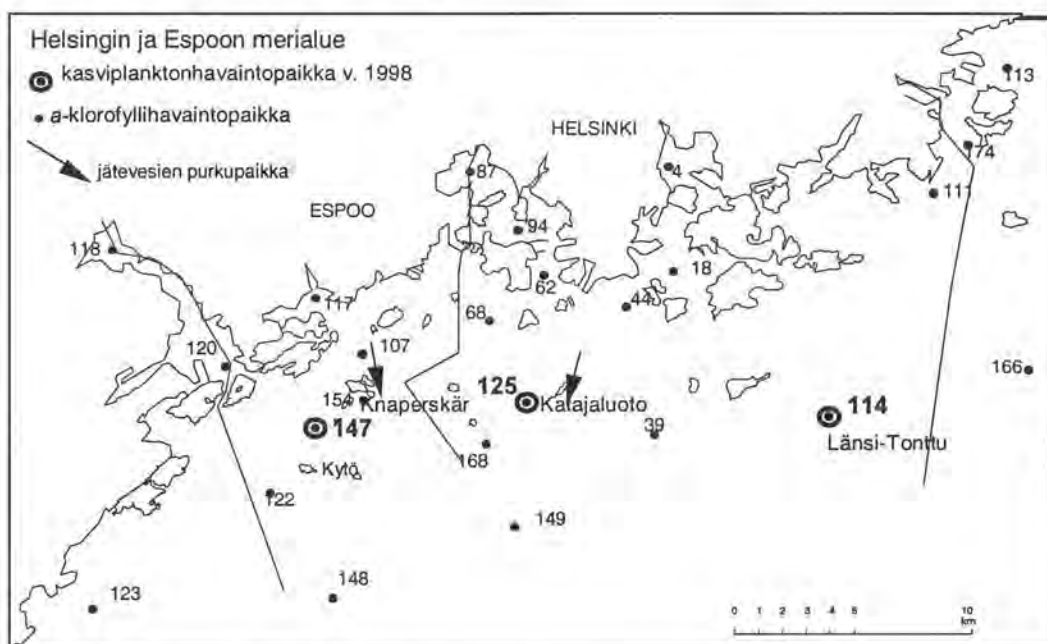 Helsingin ja Espoon merialue
kasviplanktonhavaintopaikka v. 1998
a-klorofyllihavaintopaikka
jätevesien purkupaikka
HELSINKI
ESPOO
113
74
111
87
4
94
118
18
62
117
44
68
107
120
166
125
154
Knaperskär
Katajaluoto
114
147
39
Länsi-Tonttu
168
Kytö
122
149
148
123
0 1 2 3 4 5 10
km